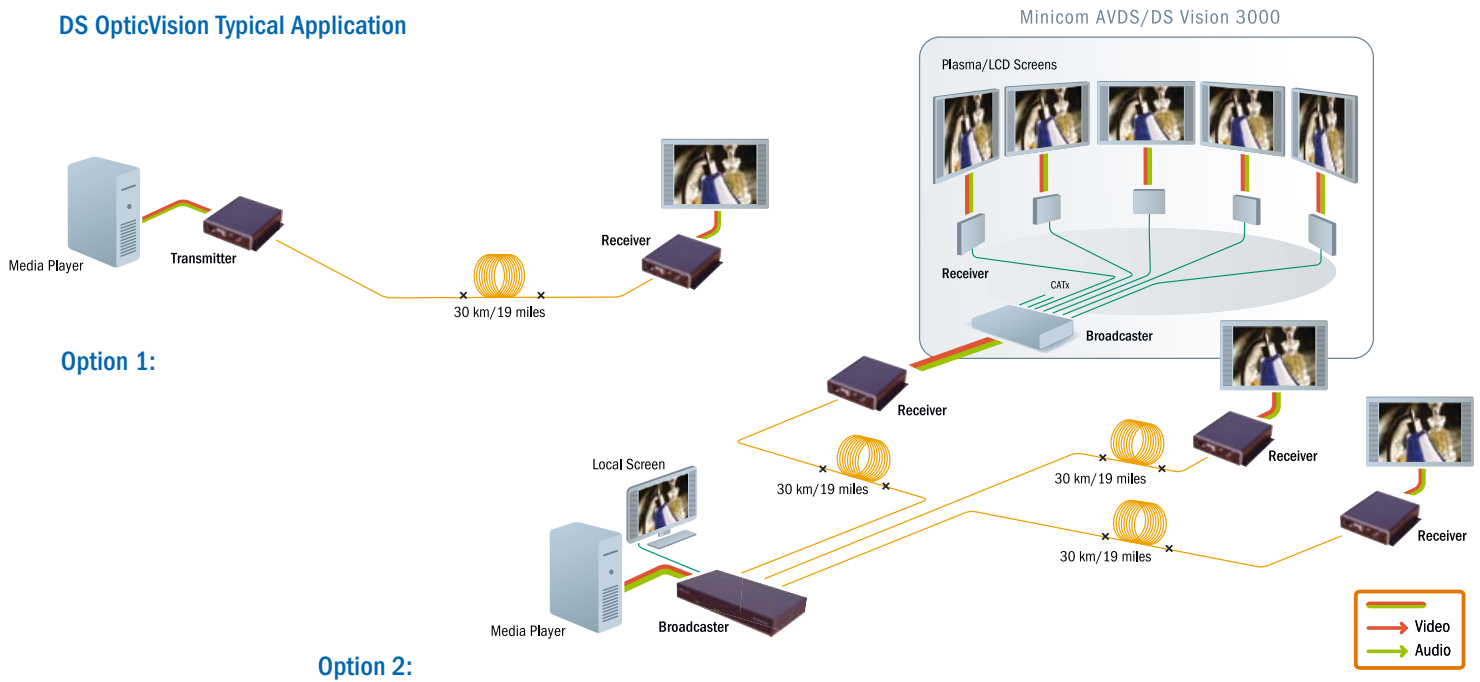 DS OpticVision Typical Application
Minicom AVDS/DS Vision 3000
Plasma/LCD Screens
Media Player
Transmitter
Receiver
30 km/19 miles
Option 1:
Receiver
CATx
Broadcaster
Receiver
30 km/19 miles
Receiver
30 km/19 miles
Receiver
30 km/19 miles
Local Screen
Media Player
Broadcaster
Option 2:
Video
Audio